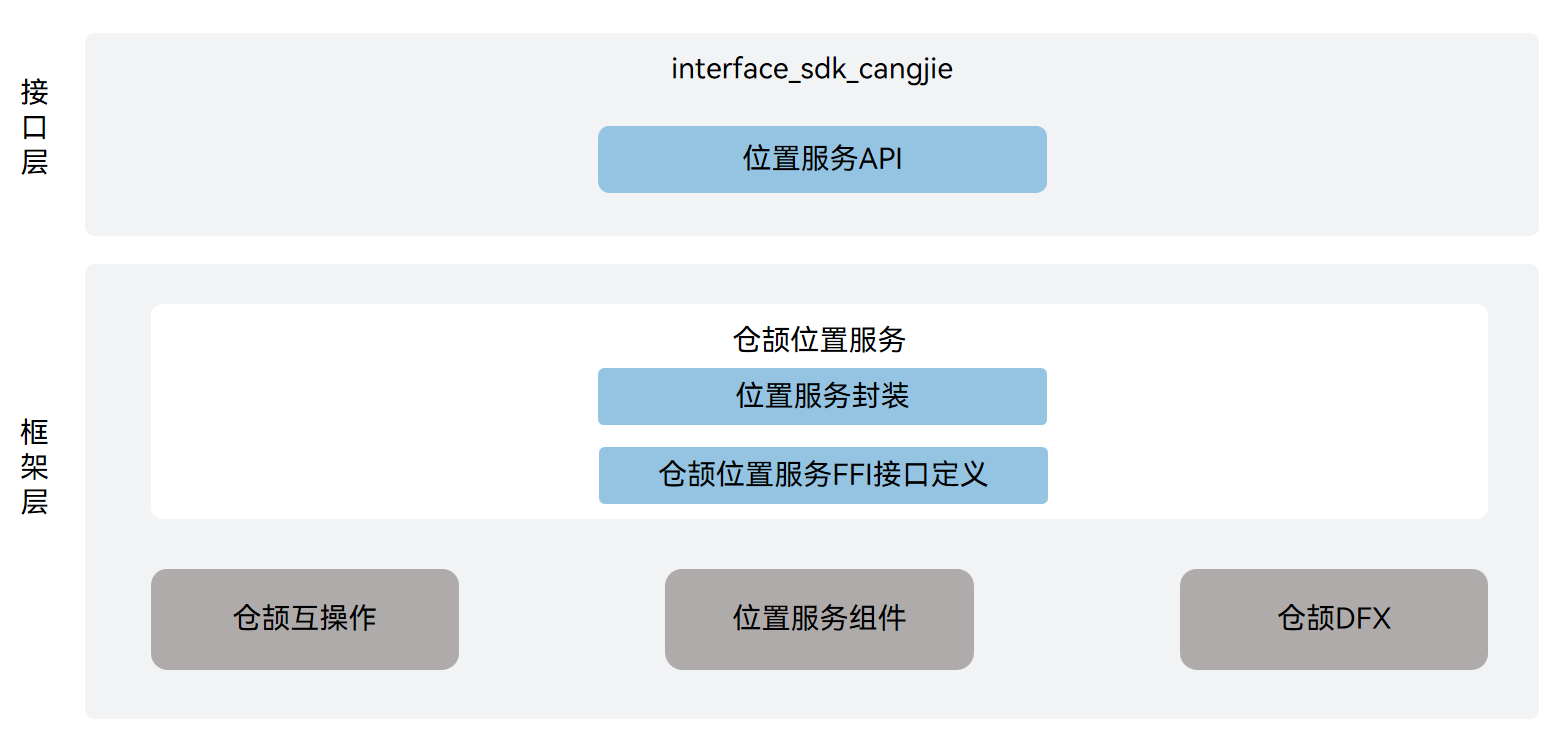 接口层
interface_sdk_cangjie
位置服务API
框架层
仓颉位置服务
位置服务封装
仓颉位置服务FFI接口定义
仓颉互操作
位置服务组件
仓颉DFX